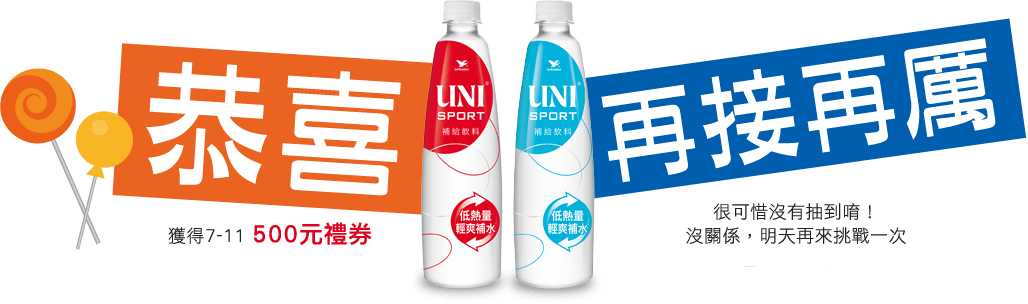 恭喜
獲得7-11 500元禮券
UNI
SPORT
補給飲料
低熱量
輕爽補水
UNI
SPORT
補給飲料
低熱量
輕爽補水
再接再厲
很可惜沒有抽到唷！
沒關係，明天再來挑戰一次